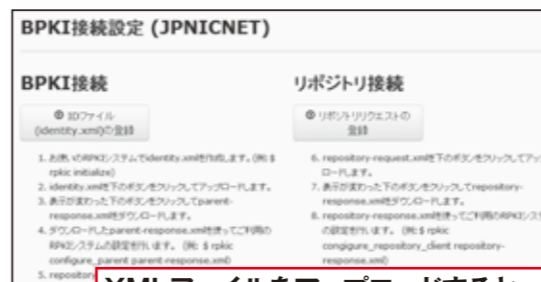 BPKI接続設定 (JPNICNET)
BPKI接続
IDファイル
(identity.xml)の登録
1. お使いのRPKIシステムでidentity.xmlを作成します。(例: $
rpkic initialize)
2. identity.xmlを下のボタンをクリックしてアップロードします。
3. 表示が変わった下のボタンをクリックしてparent-
response.xmlをダウンロードします。
4. ダウンロードしたparent-response.xmlを使ってご利用の
RPKIシステムの設定を行います。 (例: $ rpkic
configure_parent parent-response.xml)
5. repository
リポジトリ接続
リポジトリリクエストの
登録
6. repository-request.xmlを下のボタンをクリックしてアップ
ロードします。
7. 表示が変わった下のボタンをクリックしてrepository-
response.xmlをダウンロードします。
8. repository-response.xmlを使ってご利用のRPKIシス
の設定を行います。 (例: $ rpkic
congigure_repository_client repository-
response.xml)
XMLファイルをアップロードすると